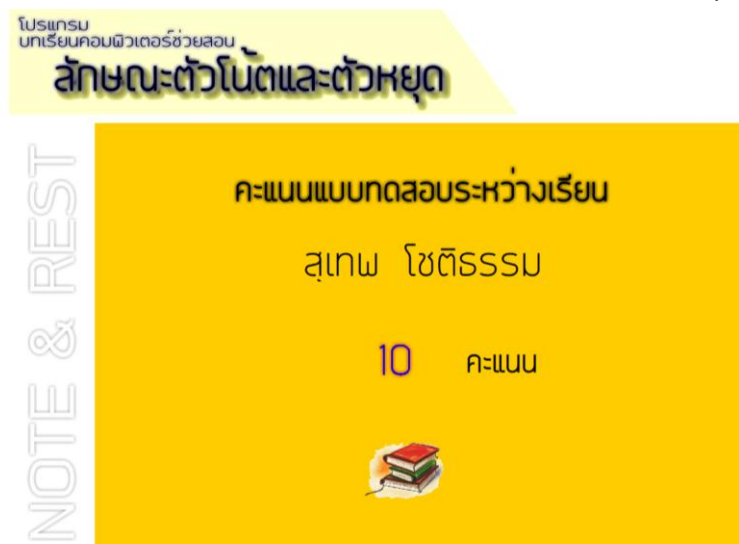 โปรแกรม
บทเรียนคอมพิวเตอร์ช่วยสอน
ลักษณะตัวโน้ตและตัวหยุด
NOTE & REST
คะแนนแบบทดสอบระหว่างเรียน
สุเทพ โชติธรรม
10 คะแนน